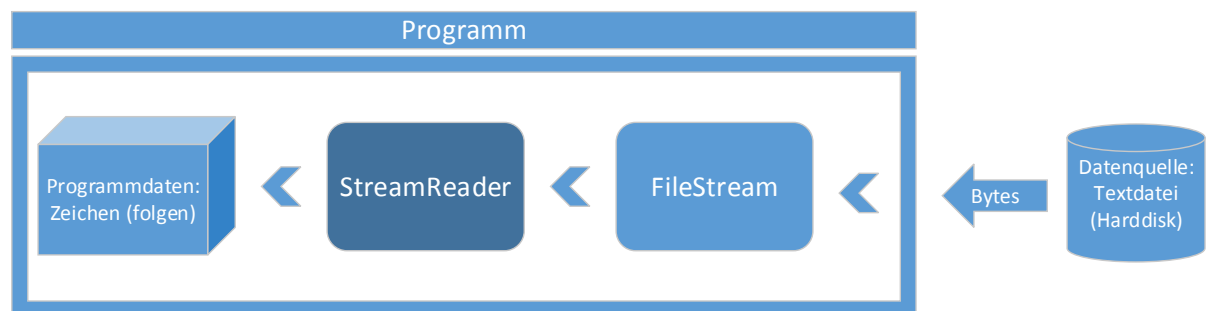 Programm
Programmdaten:
Zeichen (folgen)
StreamReader
FileStream
Bytes
Datenquelle:
Textdatei
(Harddisk)